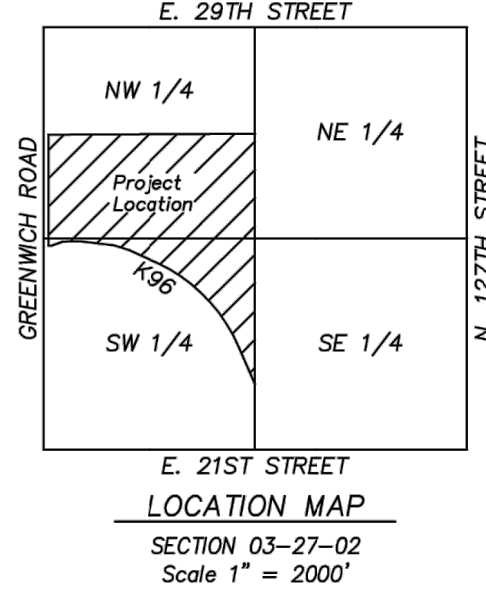 E. 29TH STREET
NW 1/4
NE 1/4
GREENWICH ROAD
Project
Location
N. 127TH STREET
K96
SW 1/4
SE 1/4
E. 21ST STREET
LOCATION MAP
SECTION 03-27-02
Scale 1" = 2000'